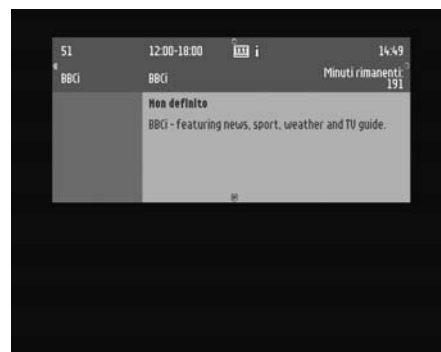 51 12:00-18:00 i 14:49
BBCi BBCi Minuti rimanenti:
191
Non definito
BBCi - featuring news, sport, weather and TV guide.